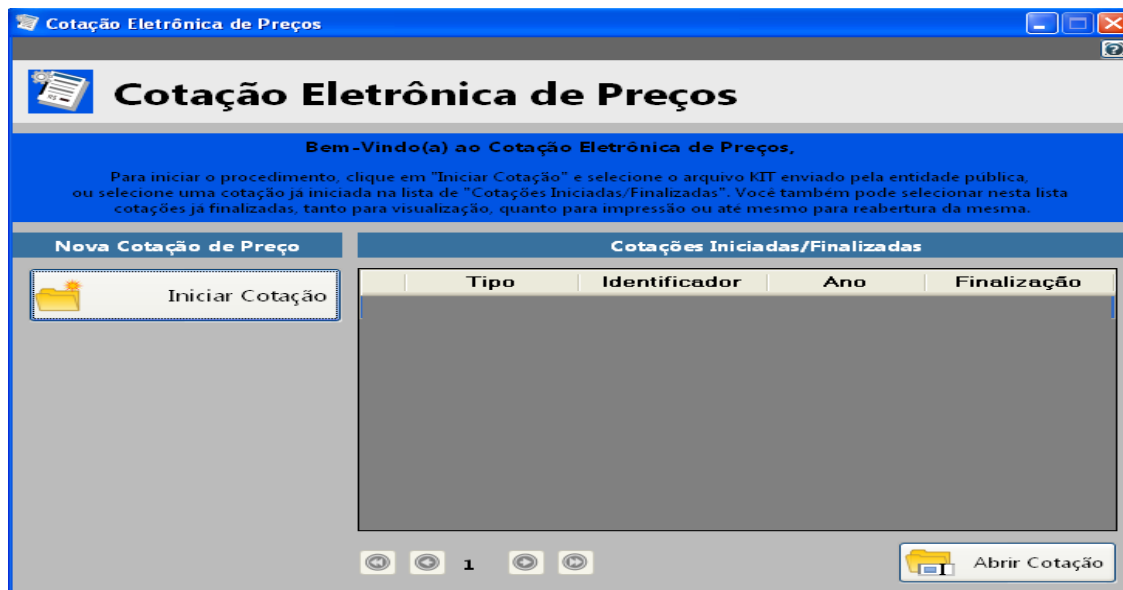 Cotação Eletrônica de Preços
Cotação Eletrônica de Preços
Bem-Vindo(a) ao Cotação Eletrônica de Preços,
Para iniciar o procedimento, clique em "Iniciar Cotação" e selecione o arquivo KIT enviado pela entidade publica,
ou selecione uma cotação já iniciada na lista de "Cotações Iniciadas/Finalizadas". Você também pode selecionar nesta lista
cotações já finalizadas, tanto para visualização, quanto para impressão ou até mesmo para reabertura da mesma.
Nova Cotação de Preço
Cotações Iniciadas/Finalizadas
Iniciar Cotação
Tipo Identificador Ano Finalização
1
Abrir Cotação